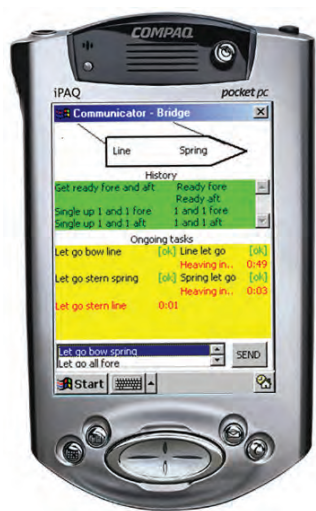 COMPAQ
iPAQ pocket pc
Communicator - Bridge
Line Spring
History
Get ready fore and aft Ready fore
Ready aft
Single up 1 and 1 fore 1 and 1 fore
Single up 1 and 1 aft 1 and 1 aft
Ongoing tasks
Let go bow line [ok] Line let go [ok]
Heaving in.. 0:49
Let go stern spring [ok] Spring let go [ok]
Heaving in.. 0:03
Let go stern line 0:01
Let go bow spring
Let go all fore
SEND
Start